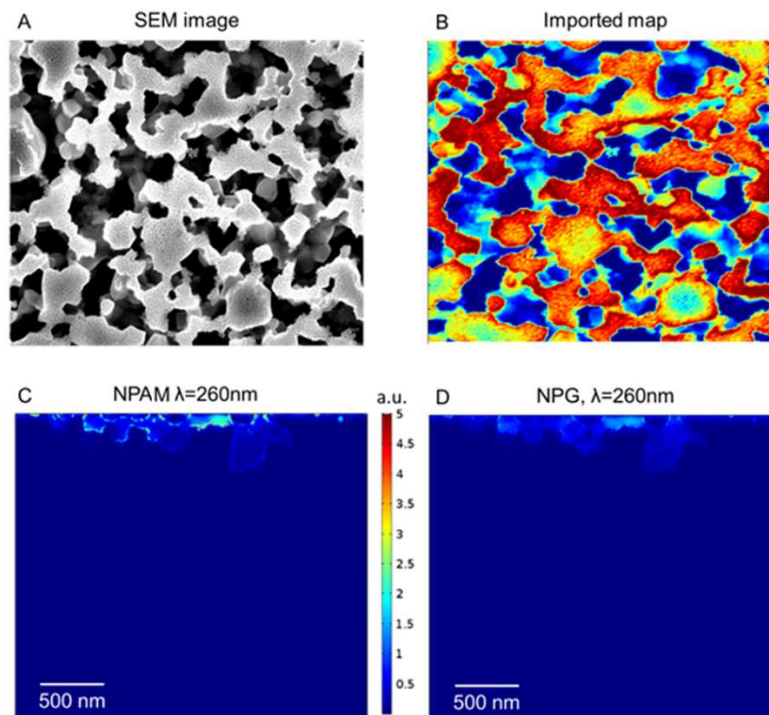 A
SEM image
B
Imported map
C
NPAM λ=260nm
a.u.
D
NPG, λ=260nm
5
4.5
4
3.5
3
2.5
2
1.5
1
0.5
500 nm
500 nm